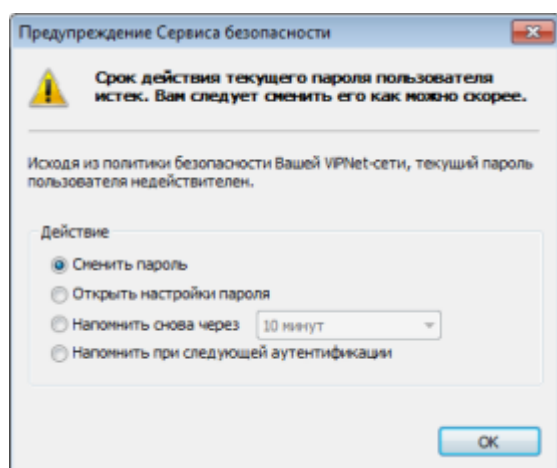 Предупреждение Сервиса безопасности
Срок действия текущего пароля пользователя
истек. Вам следует сменить его как можно скорее.
Исходя из политики безопасности Вашей ViPNet-сети, текущий пароль
пользователя недействителен.
Действие
Сменить пароль
Открыть настройки пароля
Напомнить снова через 10 минут
Напомнить при следующей аутентификации
OK